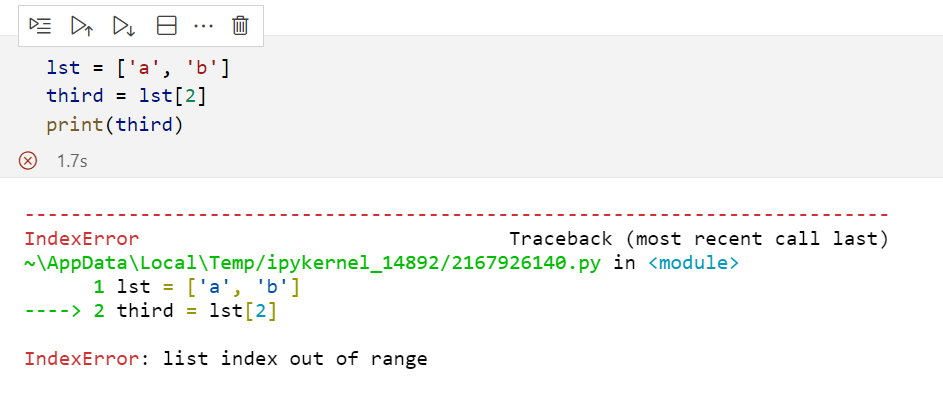 lst = ['a', 'b']
third = lst[2]
print(third)
1.7s
---------------------------------------------------------------------------
IndexError                                Traceback (most recent call last)
~\AppData\Local\Temp/ipykernel_14892/2167926140.py in <module>
      1 lst = ['a', 'b']
----> 2 third = lst[2]
IndexError: list index out of range